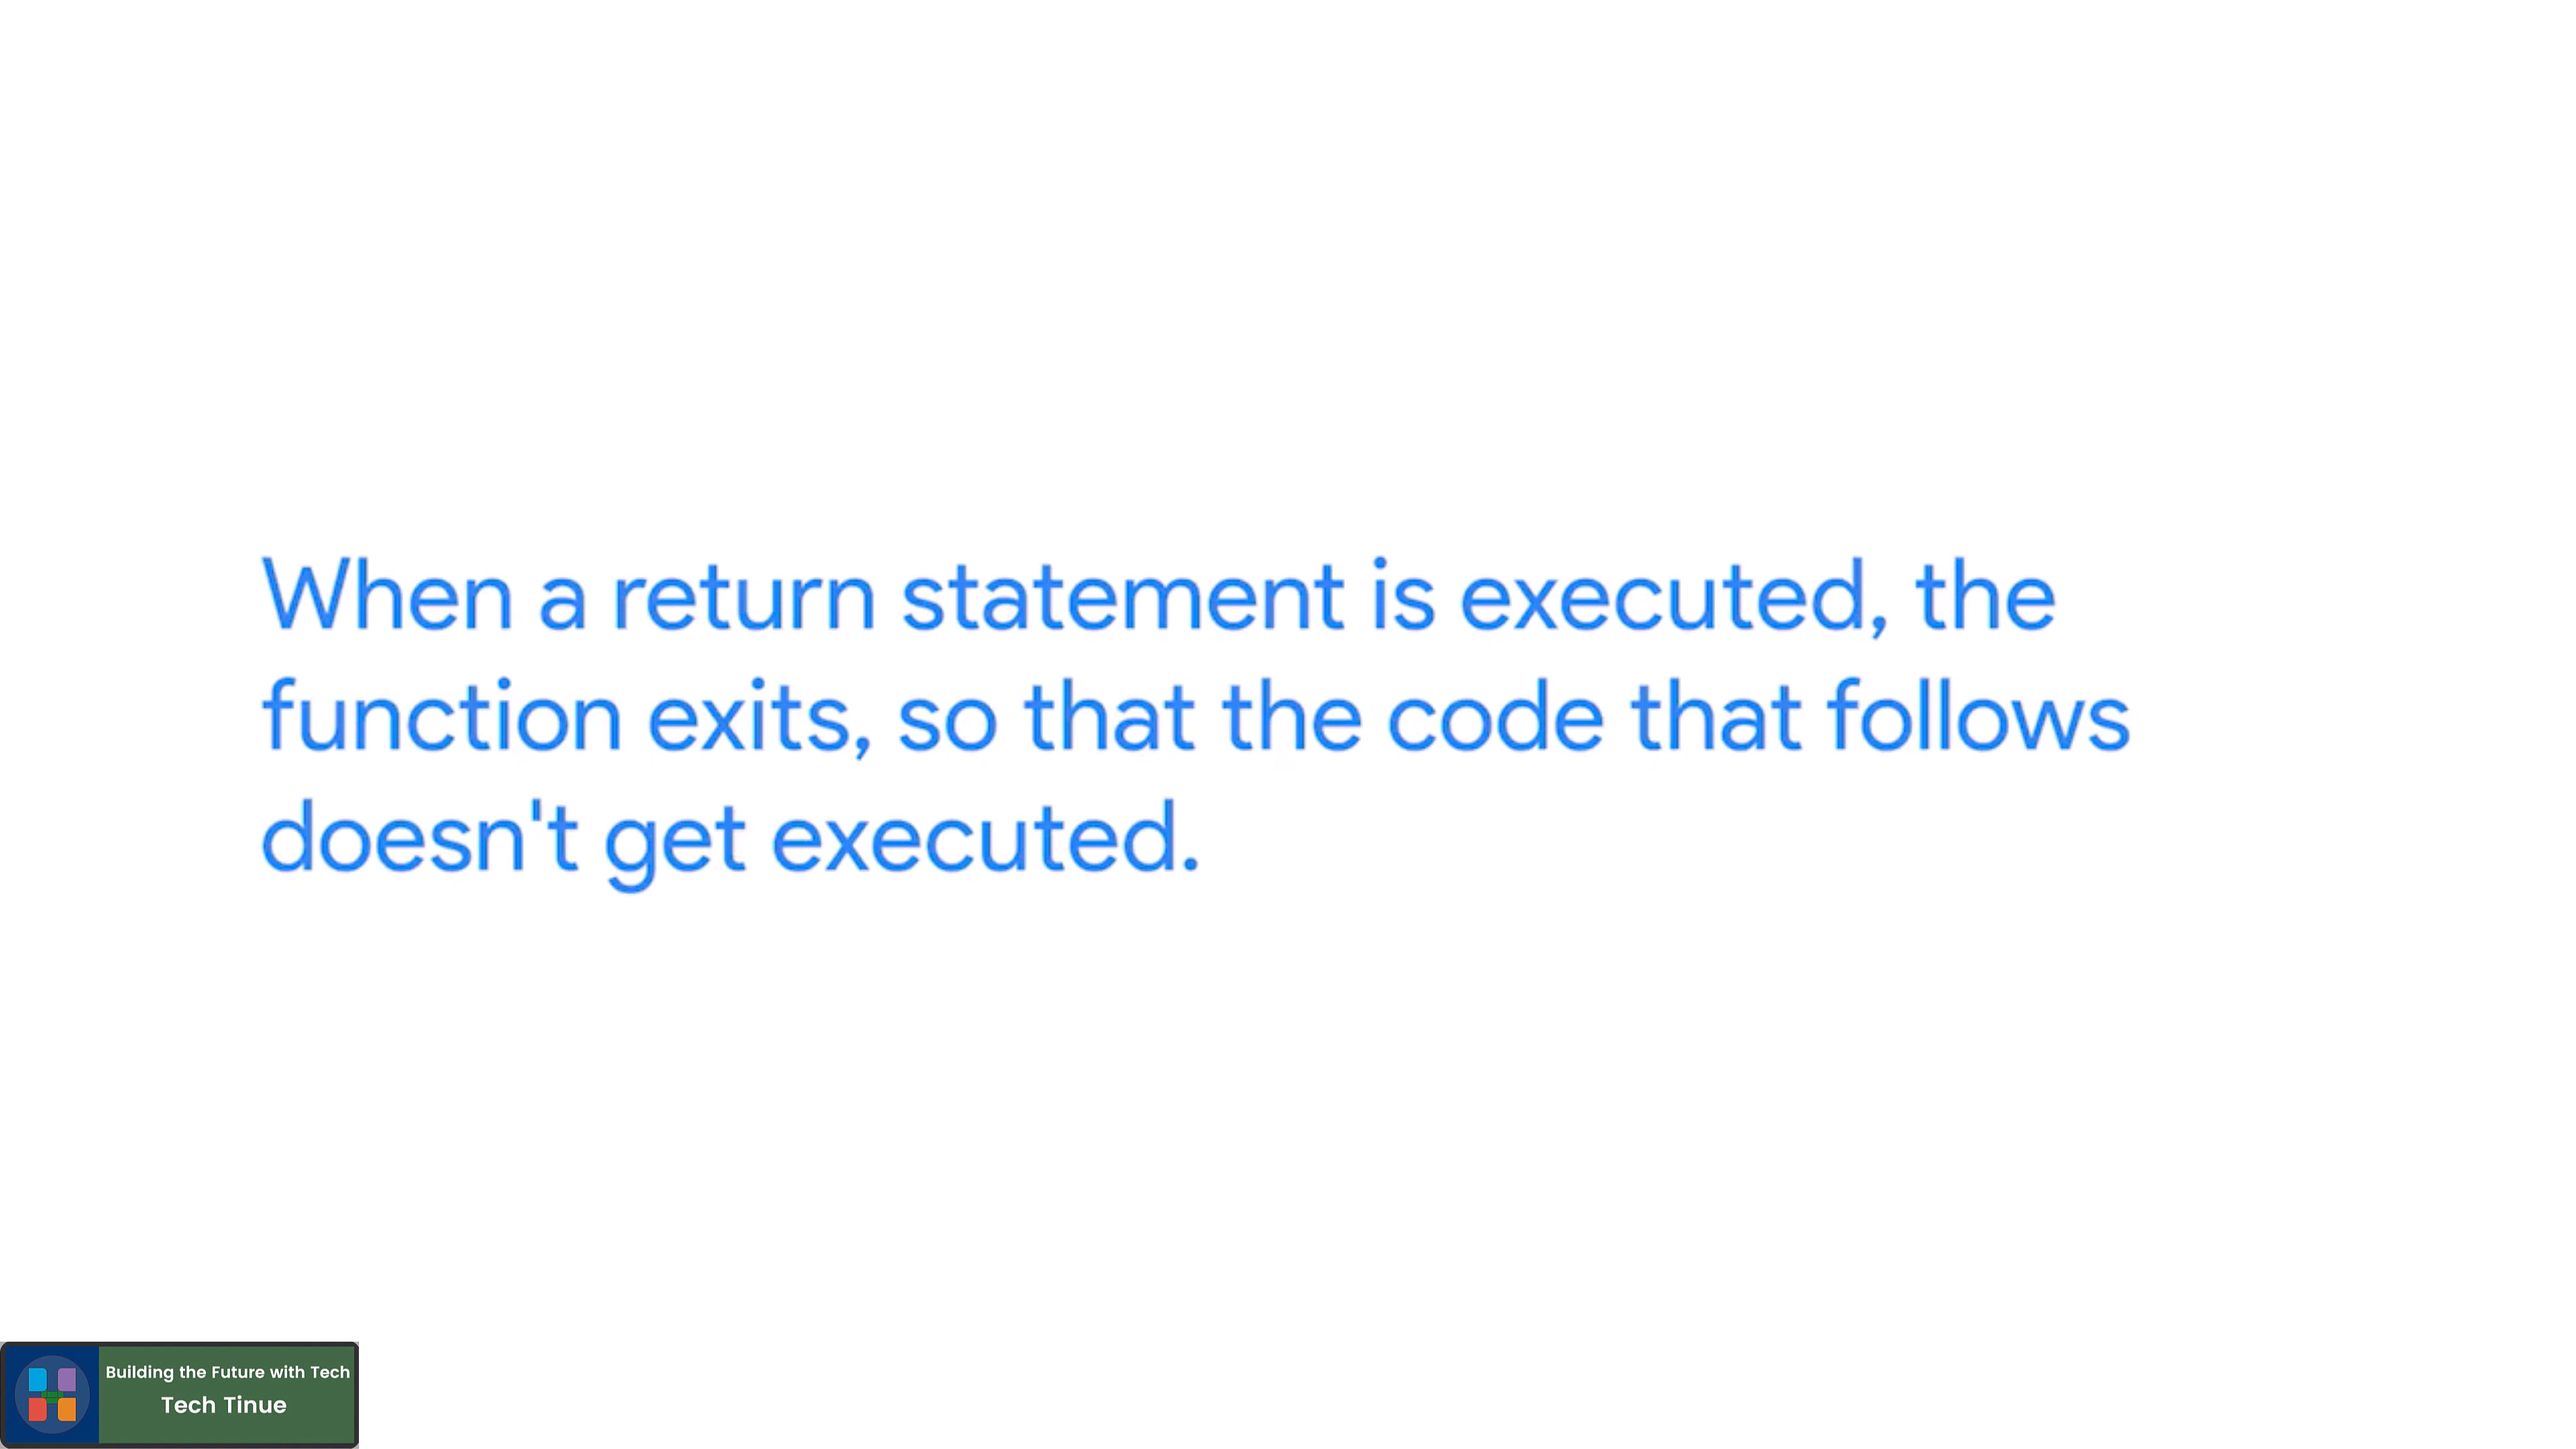 When a return statement is executed, the
function exits, so that the code that follows
doesn't get executed.
Building the Future with Tech
Tech Tinue